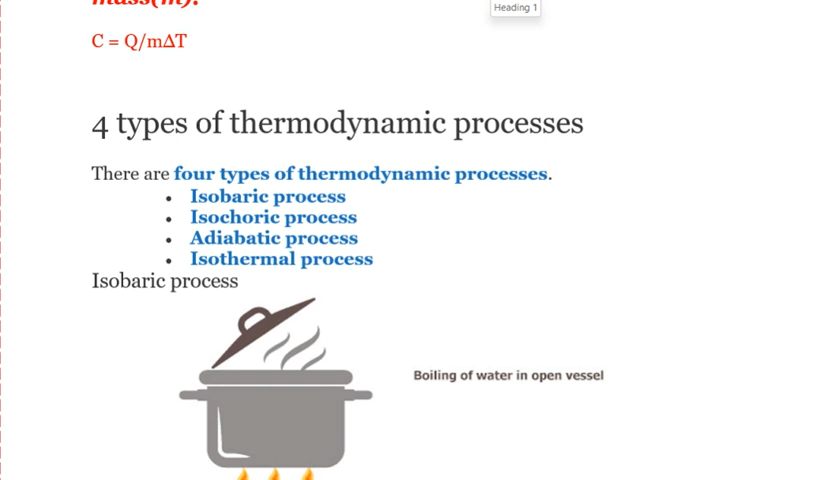 mass(m).
Heading 1
C = Q/m∆T
4 types of thermodynamic processes
There are four types of thermodynamic processes.
• Isobaric process
• Isochoric process
• Adiabatic process
• Isothermal process
Isobaric process
Boiling of water in open vessel